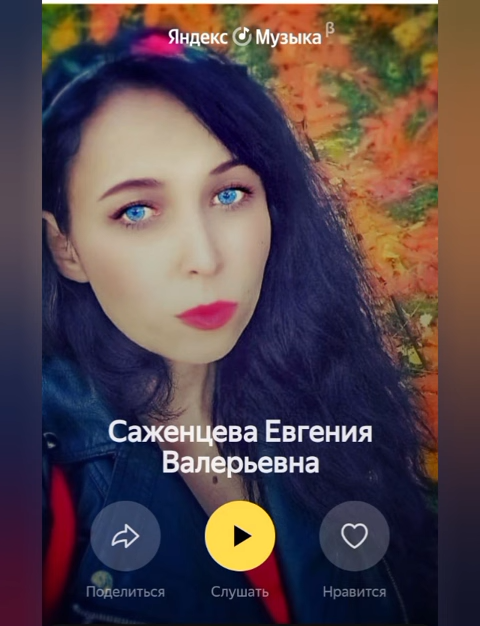 Яндекс Музыка β
Саженцева Евгения
Валерьевна
Поделиться
Слушать
Нравится